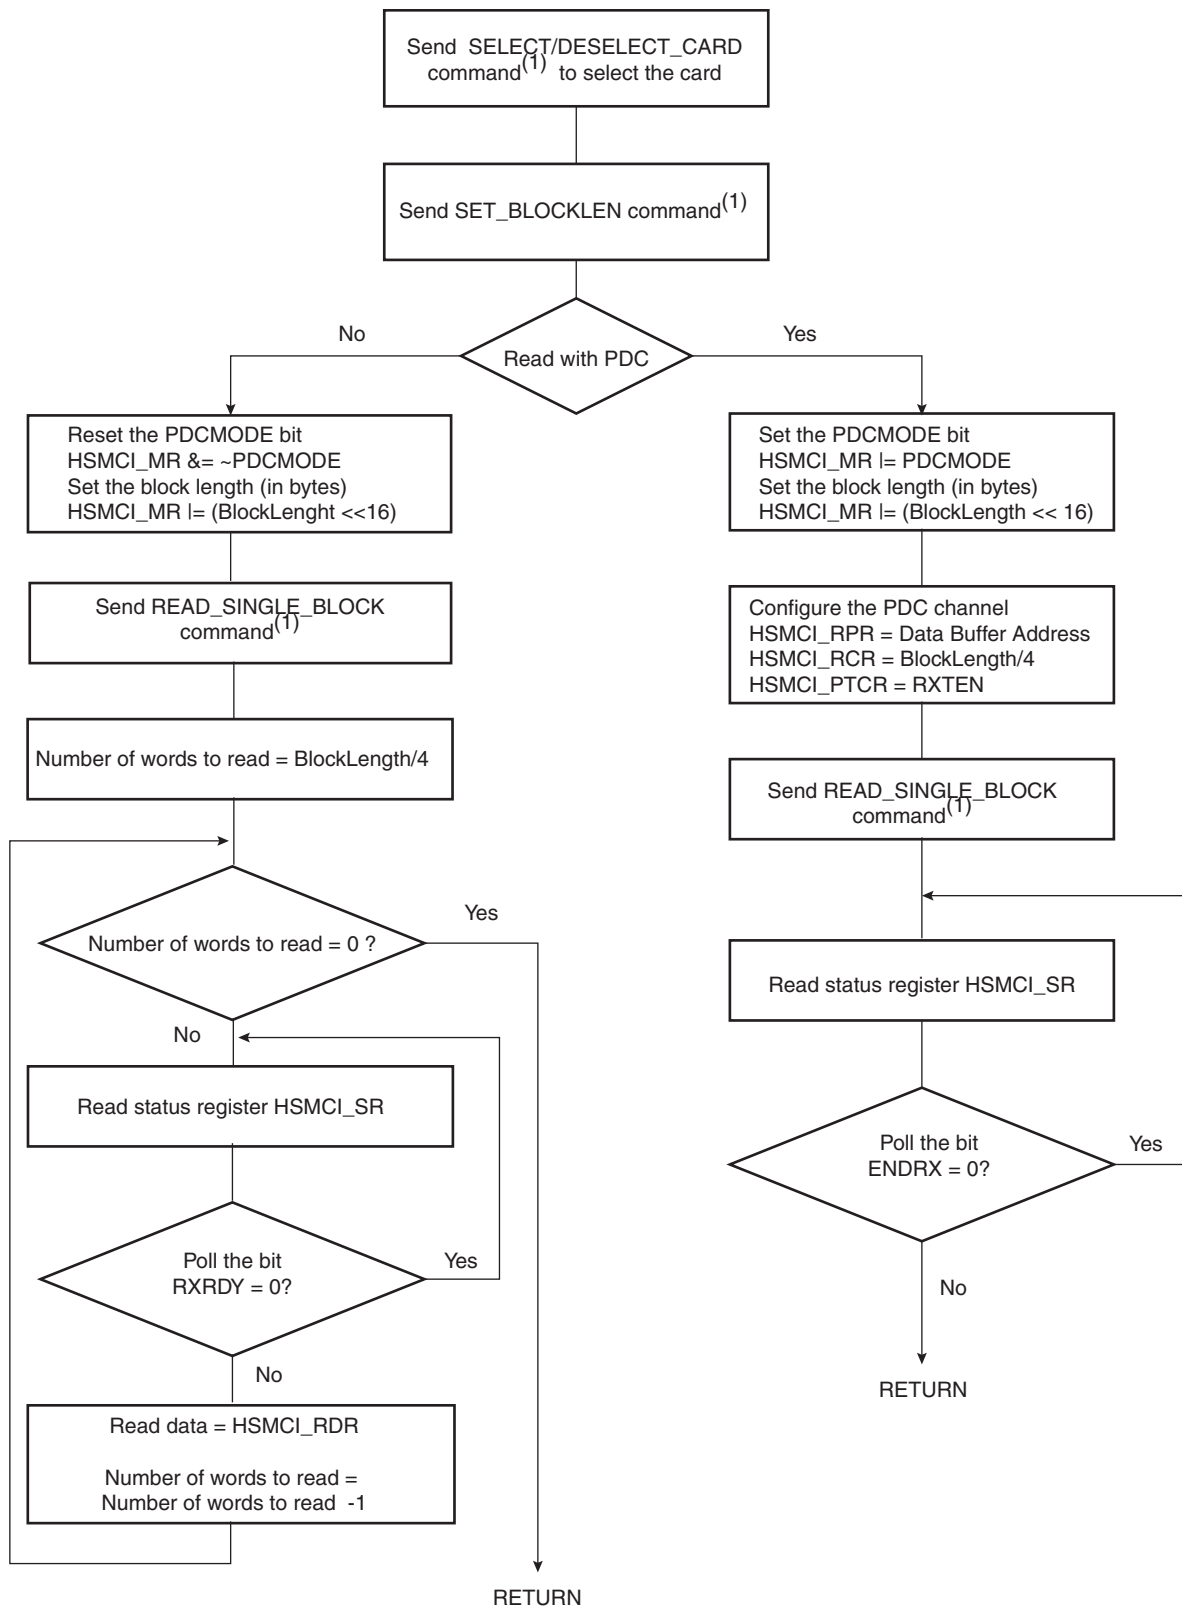 Send SELECT/DESELECT_CARD
command(1) to select the card
Send SET_BLOCKLEN command(1)
No
Yes
Read with PDC
Reset the PDCMODE bit
HSMCI_MR &= ~PDCMODE
Set the block length (in bytes)
HSMCI_MR |= (BlockLenght <<16)
Send READ_SINGLE_BLOCK
command(1)
Number of words to read = BlockLength/4
Number of words to read = 0 ?
Yes
No
Read status register HSMCI_SR
Poll the bit
RXRDY = 0?
Yes
No
Read data = HSMCI_RDR
Number of words to read =
Number of words to read -1
RETURN
Set the PDCMODE bit
HSMCI_MR |= PDCMODE
Set the block length (in bytes)
HSMCI_MR |= (BlockLength << 16)
Configure the PDC channel
HSMCI_RPR = Data Buffer Address
HSMCI_RCR = BlockLength/4
HSMCI_PTCR = RXTEN
Send READ_SINGLE_BLOCK
command(1)
Read status register HSMCI_SR
Poll the bit
ENDRX = 0?
Yes
No
RETURN